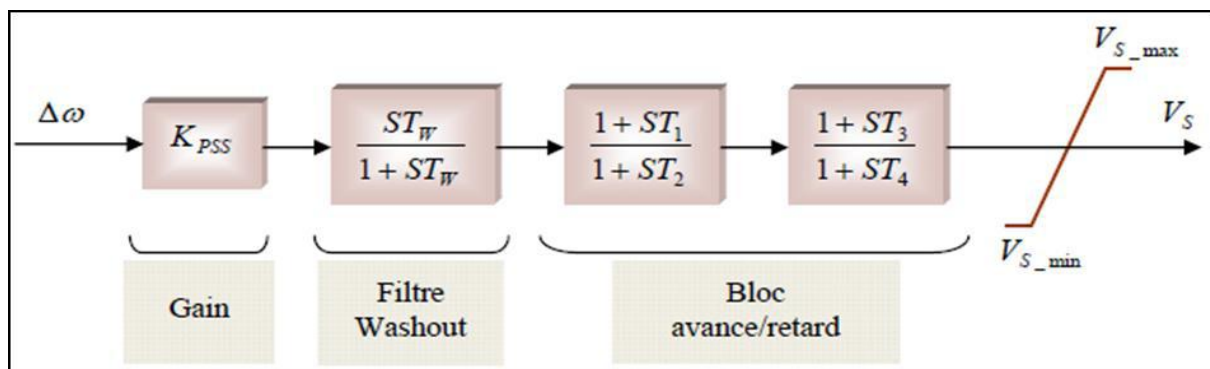 Δω
K_PSS
ST_W
1 + ST_W
1 + ST_1
1 + ST_2
1 + ST_3
1 + ST_4
V_S_max
V_S
V_S_min
Gain
Filtre
Washout
Bloc
avance/retard